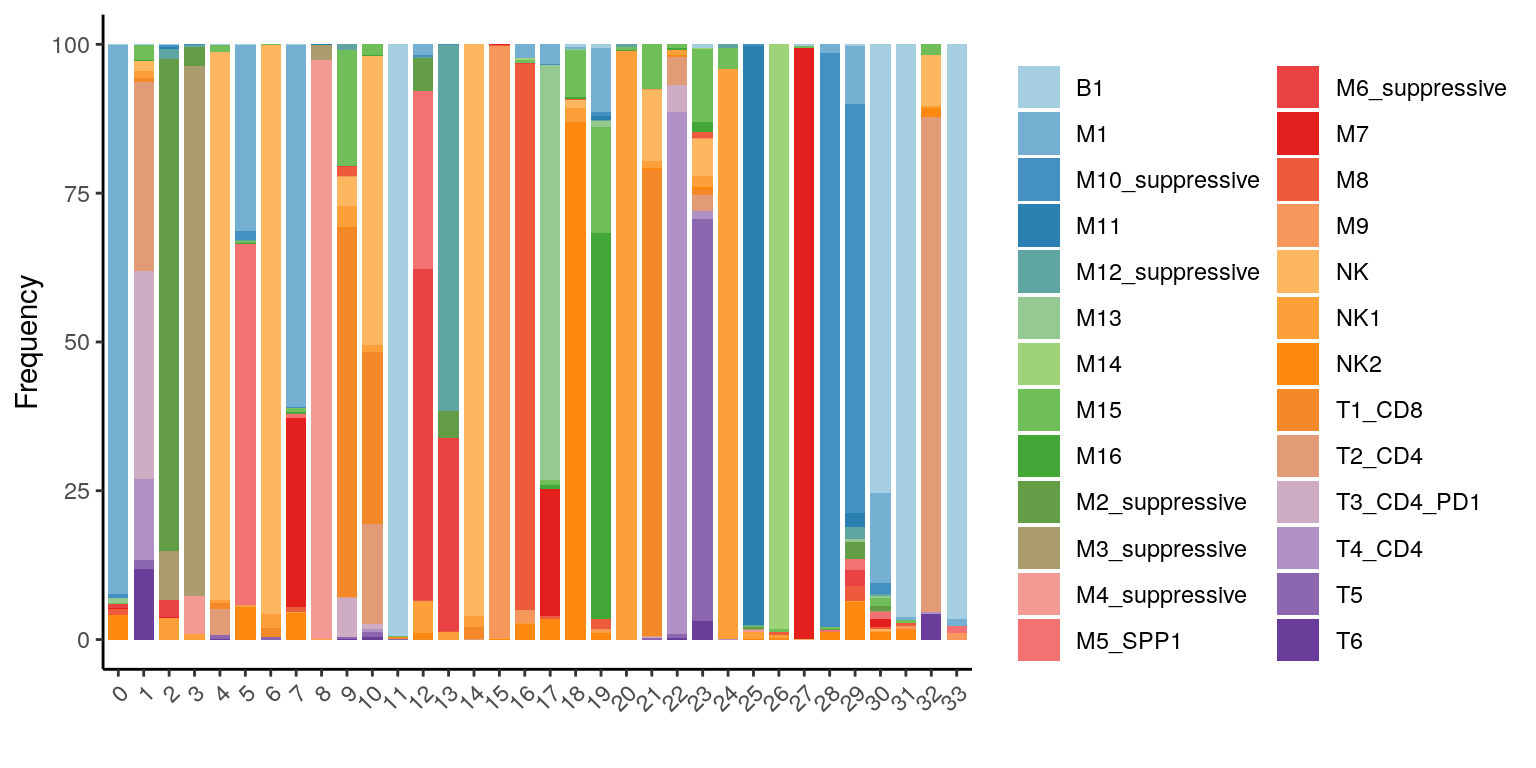 Frequency
100
75
50
25
0
0 1 2 3 4 5 6 7 8 9 10 11 12 13 14 15 16 17 18 19 20 21 22 23 24 25 26 27 28 29 30 31 32 33
B1
M1
M10_suppressive
M11
M12_suppressive
M13
M14
M15
M16
M2_suppressive
M3_suppressive
M4_suppressive
M5_SPP1
M6_suppressive
M7
M8
M9
NK
NK1
NK2
T1_CD8
T2_CD4
T3_CD4_PD1
T4_CD4
T5
T6